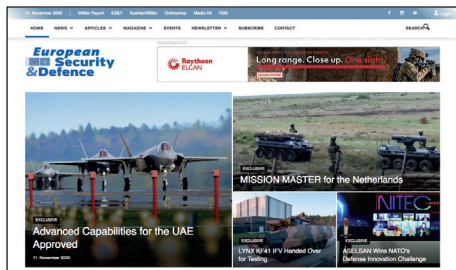 11. November 2020 Mittler Report ES&T Koehler/Mittler Onlineshop Media-Kit RSS Login
HOME NEWS ARTICLES MAGAZINE EVENTS NEWSLETTER SUBSCRIBE CONTACT SEARCH
Advertisement
European
Security
&Defence
Raytheon
ELCAN
Long range. Close up. One sight.
LEARN MORE
EXCLUSIVE
Advanced Capabilities for the UAE
Approved
11. November 2020
EXCLUSIVE
MISSION MASTER for the Netherlands
EXCLUSIVE
LYNX KF41 IFV Handed Over
for Testing
NITEC
EXCLUSIVE
ASELSAN Wins NATO's
Defense Innovation Challenge